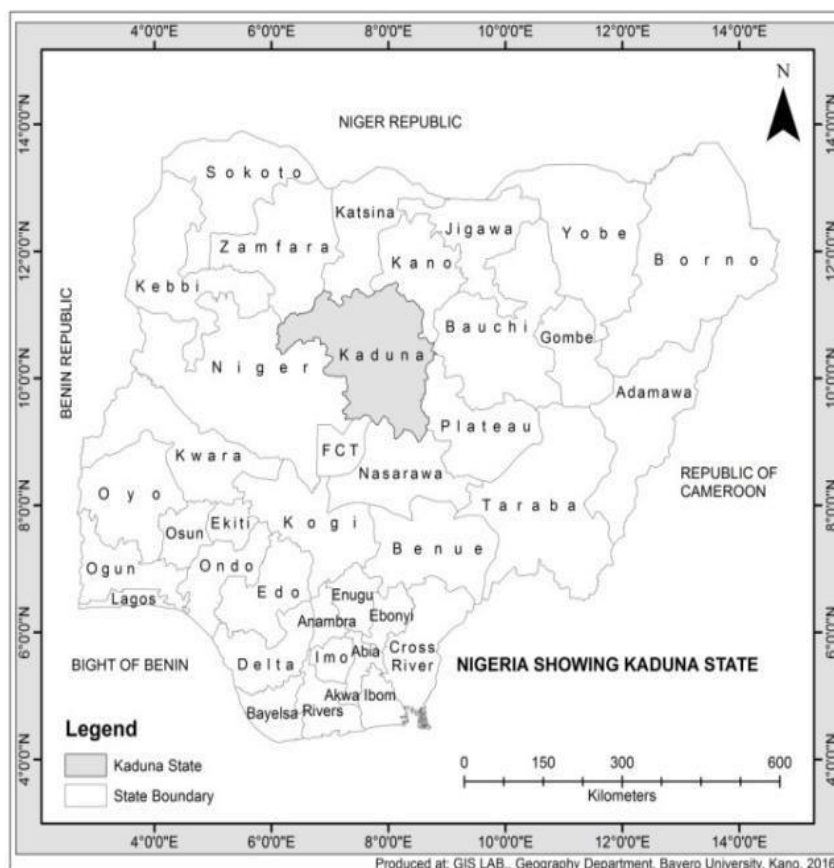 4°0'0"E 6°0'0"E 8°0'0"E 10°0'0"E 12°0'0"E 14°0'0"E
N
14°0'0"N
NIGER REPUBLIC
14°0'0"N
Sokoto
Katsina
Jigawa
Yobe
Zamfara
12°0'0"N
Kano
Borno
12°0'0"N
Kebbi
BENIN REPUBLIC
Bauchi
Gombe
Kaduna
Niger
10°0'0"N
10°0'0"N
Adamawa
Plateau
FCT
Kwara
Nasarawa
REPUBLIC OF
CAMEROON
Oyo
Taraba
8°0'0"N
8°0'0"N
Osun
Ekiti
Kogi
Benue
Ogun
Ondo
Edo
Enugu
Lagos
Ebonyi
Anambra
6°0'0"N
6°0'0"N
Imo
Abia
Cross
River
BIGHT OF BENIN
Delta
NIGERIA SHOWING KADUNA STATE
Akwa Ibom
Bayelsa
Rivers
Legend
Kaduna State
State Boundary
0 150 300 600
Kilometers
4°0'0"N
4°0'0"N
4°0'0"E 6°0'0"E 8°0'0"E 10°0'0"E 12°0'0"E 14°0'0"E
Produced at: GIS LAB., Geography Department, Bayero University, Kano, 2016